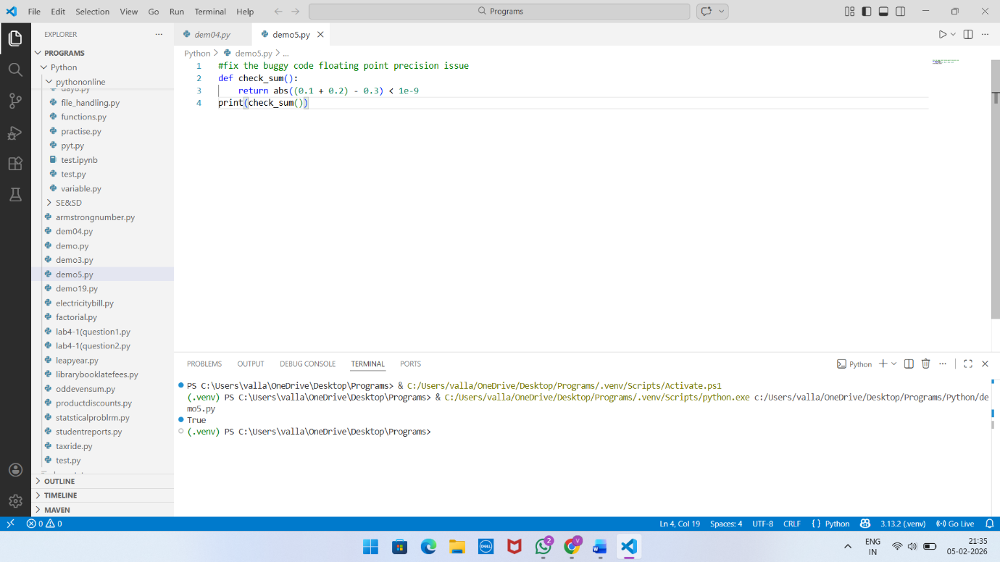 File Edit Selection View Go Run Terminal Help
Programs
EXPLORER
dem04.py
demo5.py
PROGRAMS
Python
pythononline
day6.py
file_handling.py
functions.py
practise.py
pyt.py
test.ipynb
test.py
variable.py
SE&SD
armstrongnumber.py
dem04.py
demo.py
demo3.py
demo5.py
demo19.py
electricitybill.py
factorial.py
lab4-1(question1.py
lab4-1(question2.py
leapyear.py
librarybooklatefees.py
oddevensum.py
productdiscounts.py
statsticalproblrm.py
studentreports.py
taxride.py
test.py
OUTLINE
TIMELINE
MAVEN
Python > demo5.py > ...
1 #fix the buggy code floating point precision issue
2 def check_sum():
3 return abs((0.1 + 0.2) - 0.3) < 1e-9
4 print(check_sum())
PROBLEMS OUTPUT DEBUG CONSOLE TERMINAL PORTS
Python
PS C:\Users\valla\OneDrive\Desktop\Programs> & C:/Users/valla/OneDrive/Desktop/Programs/.venv/Scripts/Activate.ps1
(.venv) PS C:\Users\valla\OneDrive\Desktop\Programs> & C:/Users/valla/OneDrive/Desktop/Programs/.venv/Scripts/python.exe c:/Users/valla/OneDrive/Desktop/Programs/Python/de
mo5.py
True
(.venv) PS C:\Users\valla\OneDrive\Desktop\Programs>
0 0
Ln 4, Col 19 Spaces: 4 UTF-8 CRLF { } Python 3.13.2 (.venv) Go Live
DELL
2
V
W
ENG
IN
21:35
05-02-2026